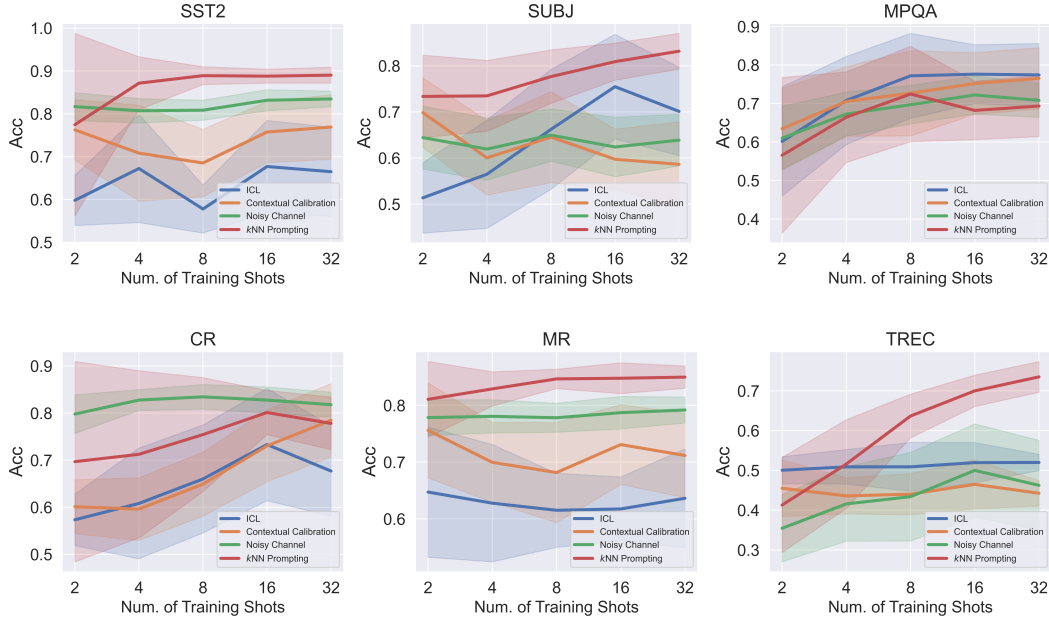 SST2
1.0
0.9
0.8
0.7
0.6
0.5
Acc
2 4 8 16 32
Num. of Training Shots
ICL
Contextual Calibration
Noisy Channel
kNN Prompting
SUBJ
0.8
0.7
0.6
0.5
Acc
2 4 8 16 32
Num. of Training Shots
ICL
Contextual Calibration
Noisy Channel
kNN Prompting
MPQA
0.9
0.8
0.7
0.6
0.5
0.4
Acc
2 4 8 16 32
Num. of Training Shots
ICL
Contextual Calibration
Noisy Channel
kNN Prompting
CR
0.9
0.8
0.7
0.6
0.5
Acc
2 4 8 16 32
Num. of Training Shots
ICL
Contextual Calibration
Noisy Channel
kNN Prompting
MR
0.8
0.7
0.6
Acc
2 4 8 16 32
Num. of Training Shots
ICL
Contextual Calibration
Noisy Channel
kNN Prompting
TREC
0.7
0.6
0.5
0.4
0.3
Acc
2 4 8 16 32
Num. of Training Shots
ICL
Contextual Calibration
Noisy Channel
kNN Prompting